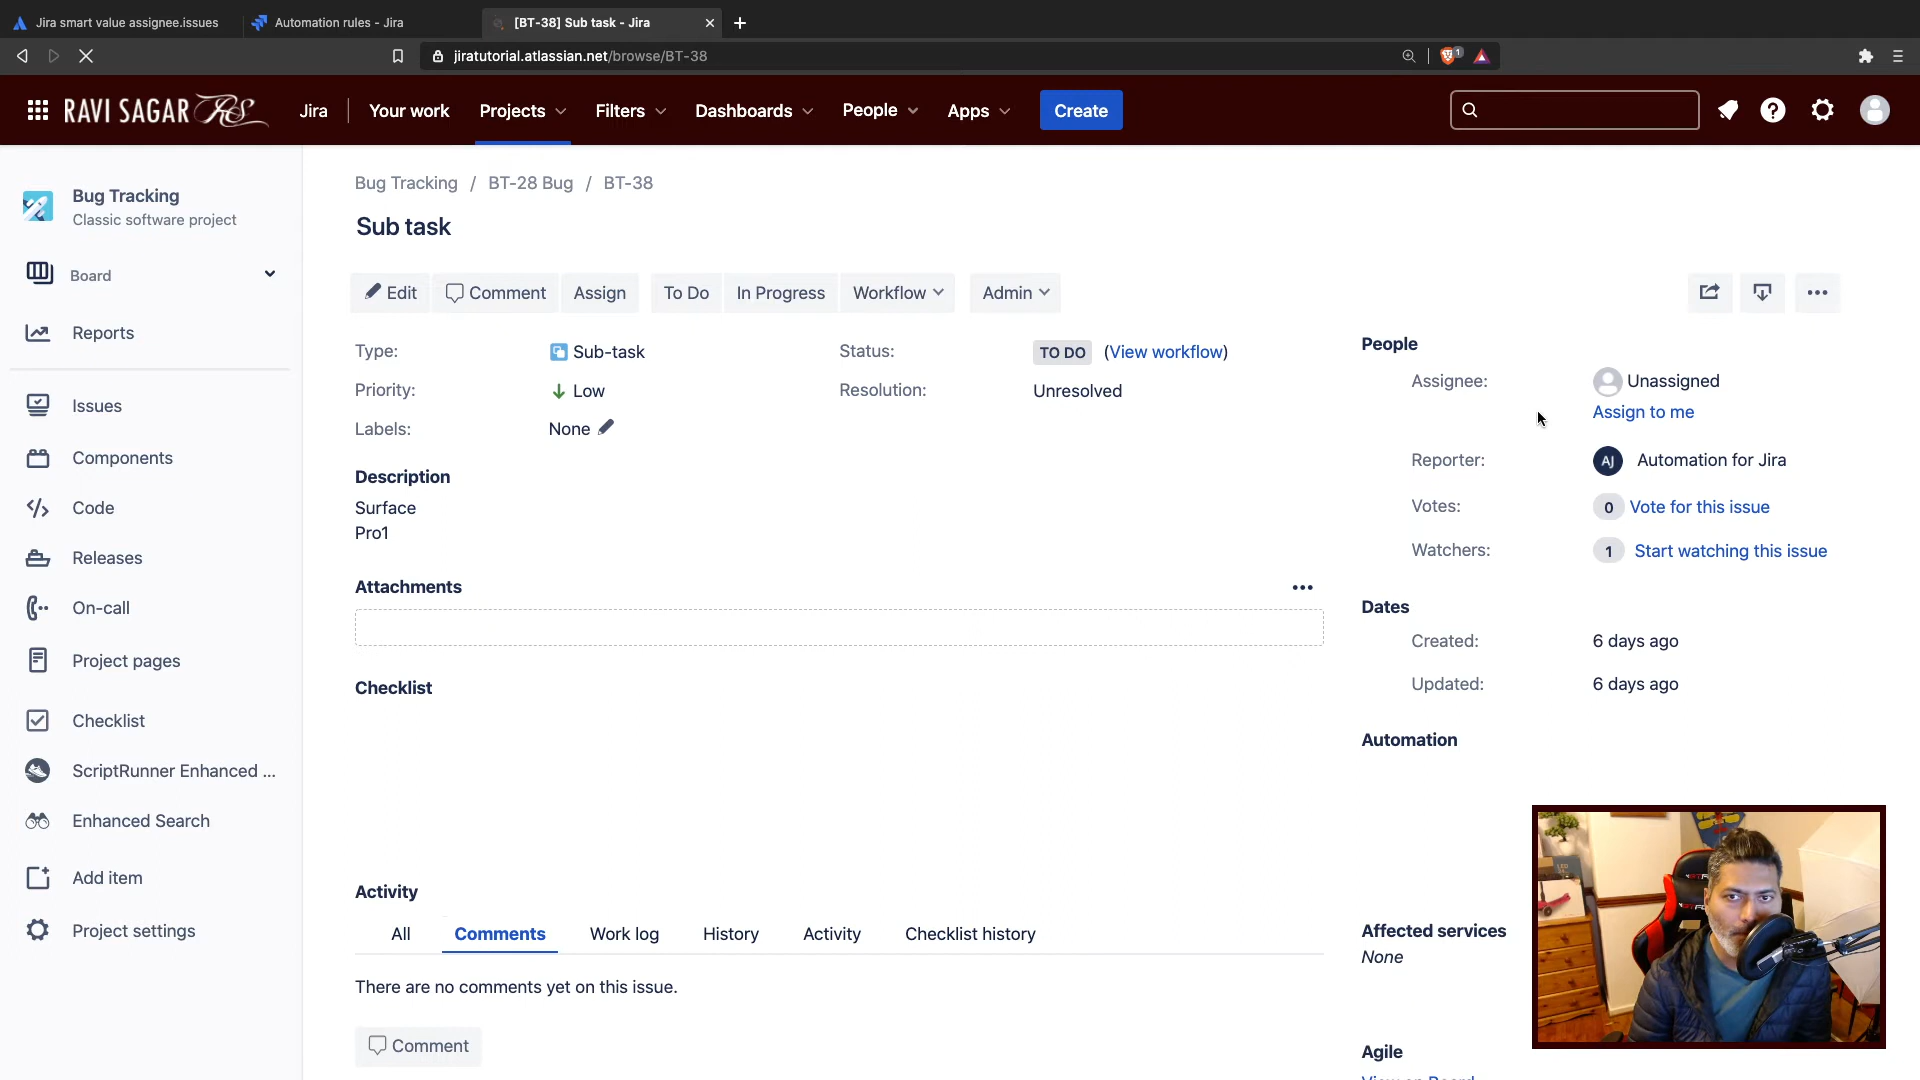 Jira smart value assignee.issues
Automation rules - Jira
[BT-38] Sub task - Jira
jiratutorial.atlassian.net/browse/BT-38
1
RAVI SAGAR RS
Jira
Your work
Projects
Filters
Dashboards
People
Apps
Create
Bug Tracking
Classic software project
Board
Reports
Issues
Components
Code
Releases
On-call
Project pages
Checklist
ScriptRunner Enhanced ...
Enhanced Search
Add item
Project settings
Bug Tracking / BT-28 Bug / BT-38
Sub task
Edit
Comment
Assign
To Do
In Progress
Workflow
Admin
Type: Sub-task
Status: TO DO (View workflow)
Priority: Low
Resolution: Unresolved
Labels: None
Description
Surface
Pro1
Attachments
Checklist
Activity
All
Comments
Work log
History
Activity
Checklist history
There are no comments yet on this issue.
Comment
People
Assignee: Unassigned
Assign to me
Reporter: AJ Automation for Jira
Votes: 0 Vote for this issue
Watchers: 1 Start watching this issue
Dates
Created: 6 days ago
Updated: 6 days ago
Automation
Affected services
None
Agile
View on Board